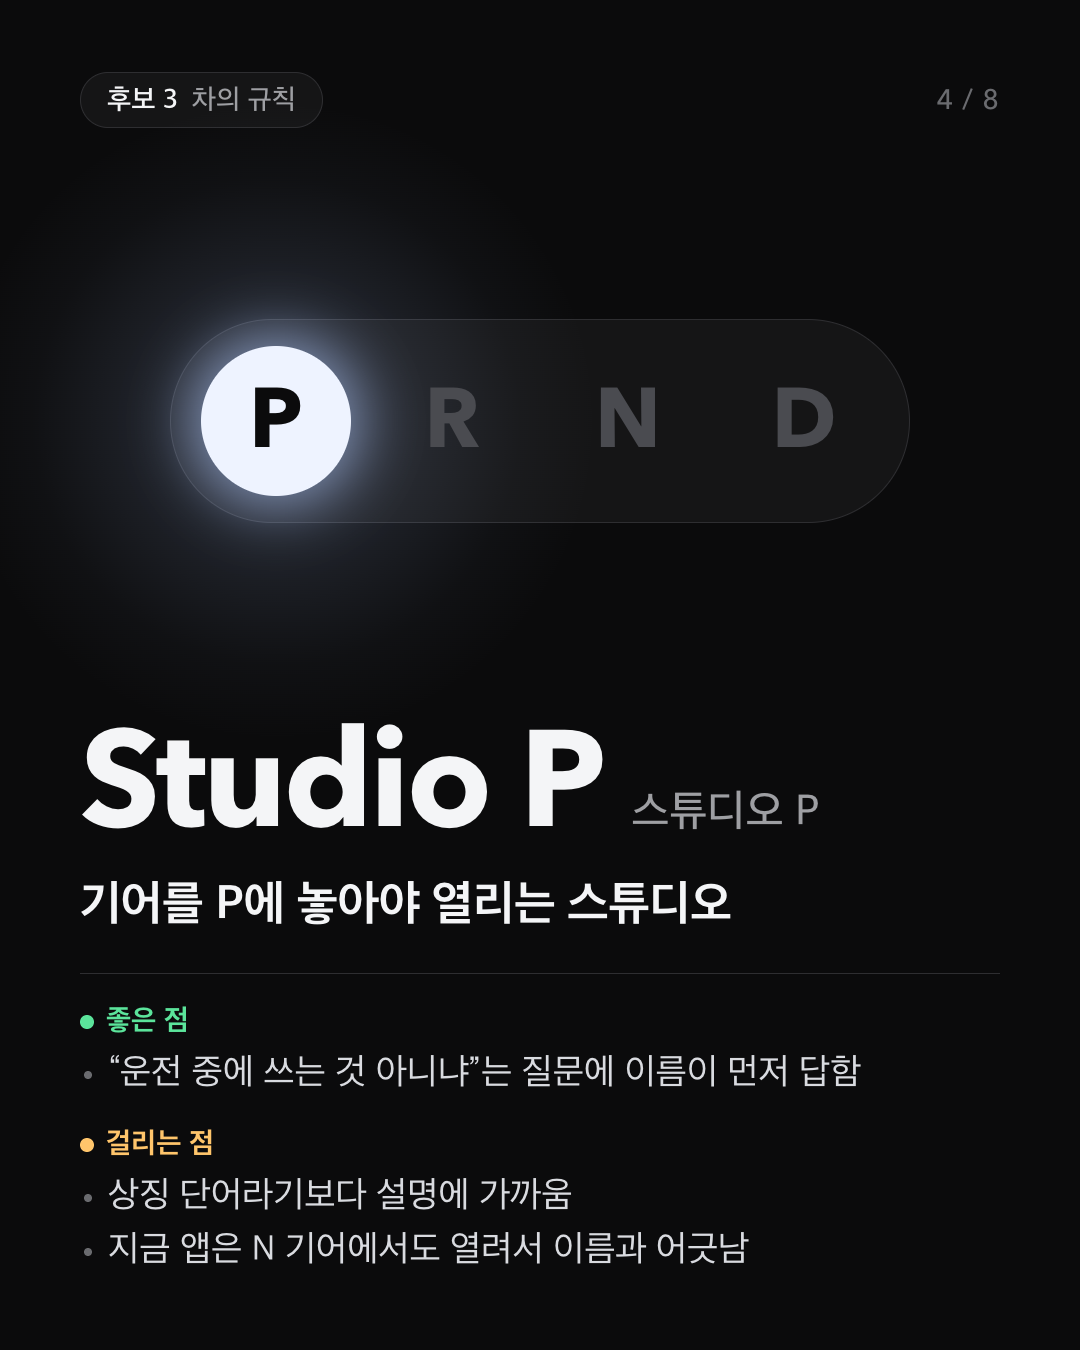 후보 3 차의 규칙
4 / 8
P R N D
Studio P 스튜디오 P
기어를 P에 놓아야 열리는 스튜디오
좋은 점
“운전 중에 쓰는 것 아니냐”는 질문에 이름이 먼저 답함
걸리는 점
상징 단어라기보다 설명에 가까움
지금 앱은 N 기어에서도 열려서 이름과 어긋남